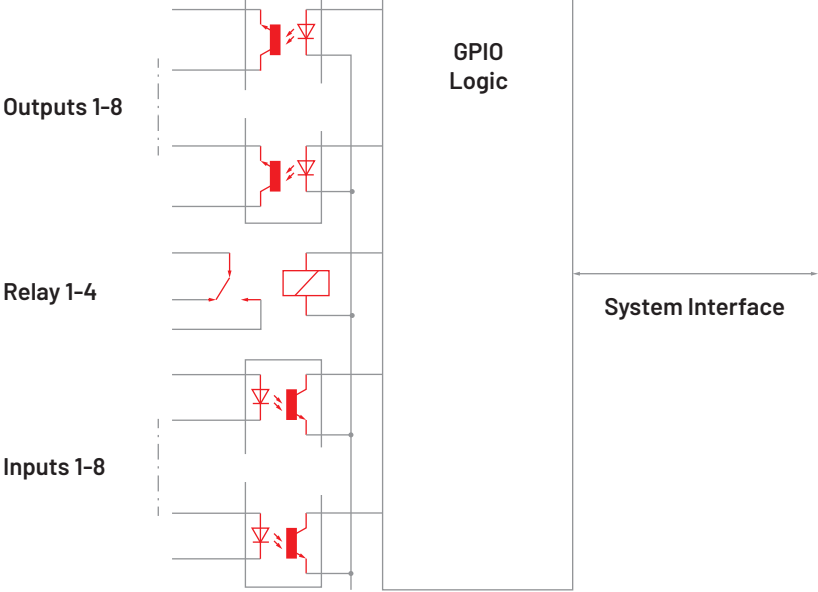 GPIO
Logic
Outputs 1-8
Relay 1-4
System Interface
Inputs 1-8